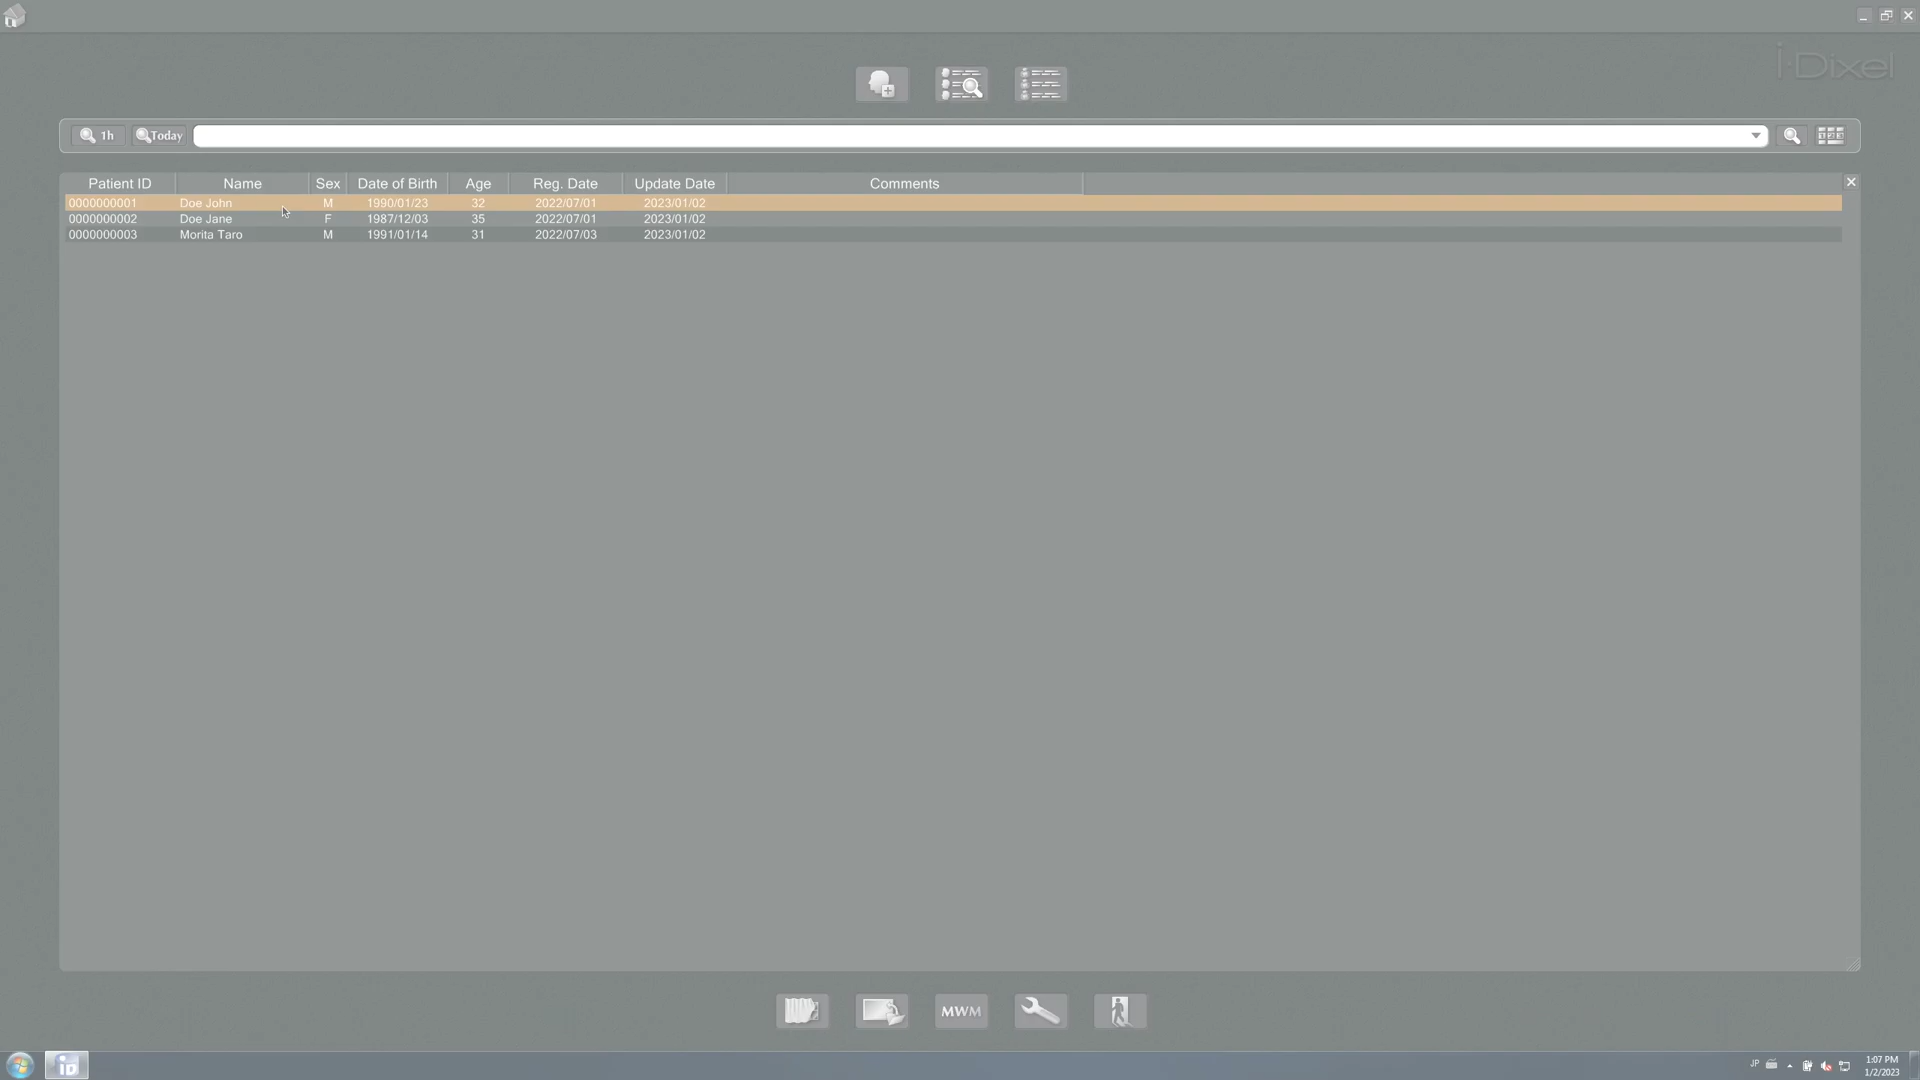 i-Dixel
1h Today
Patient ID Name Sex Date of Birth Age Reg. Date Update Date Comments
0000000001 Doe John M 1990/01/23 32 2022/07/01 2023/01/02
0000000002 Doe Jane F 1987/12/03 35 2022/07/01 2023/01/02
0000000003 Morita Taro M 1991/01/14 31 2022/07/03 2023/01/02
MWM
iD
JP
1:07 PM
1/2/2023